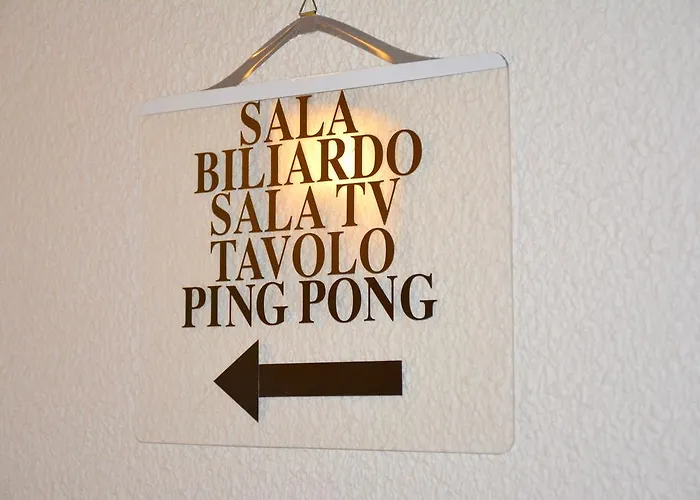 SALA
BILIARDO
SALA TV
TAVOLO
PING PONG